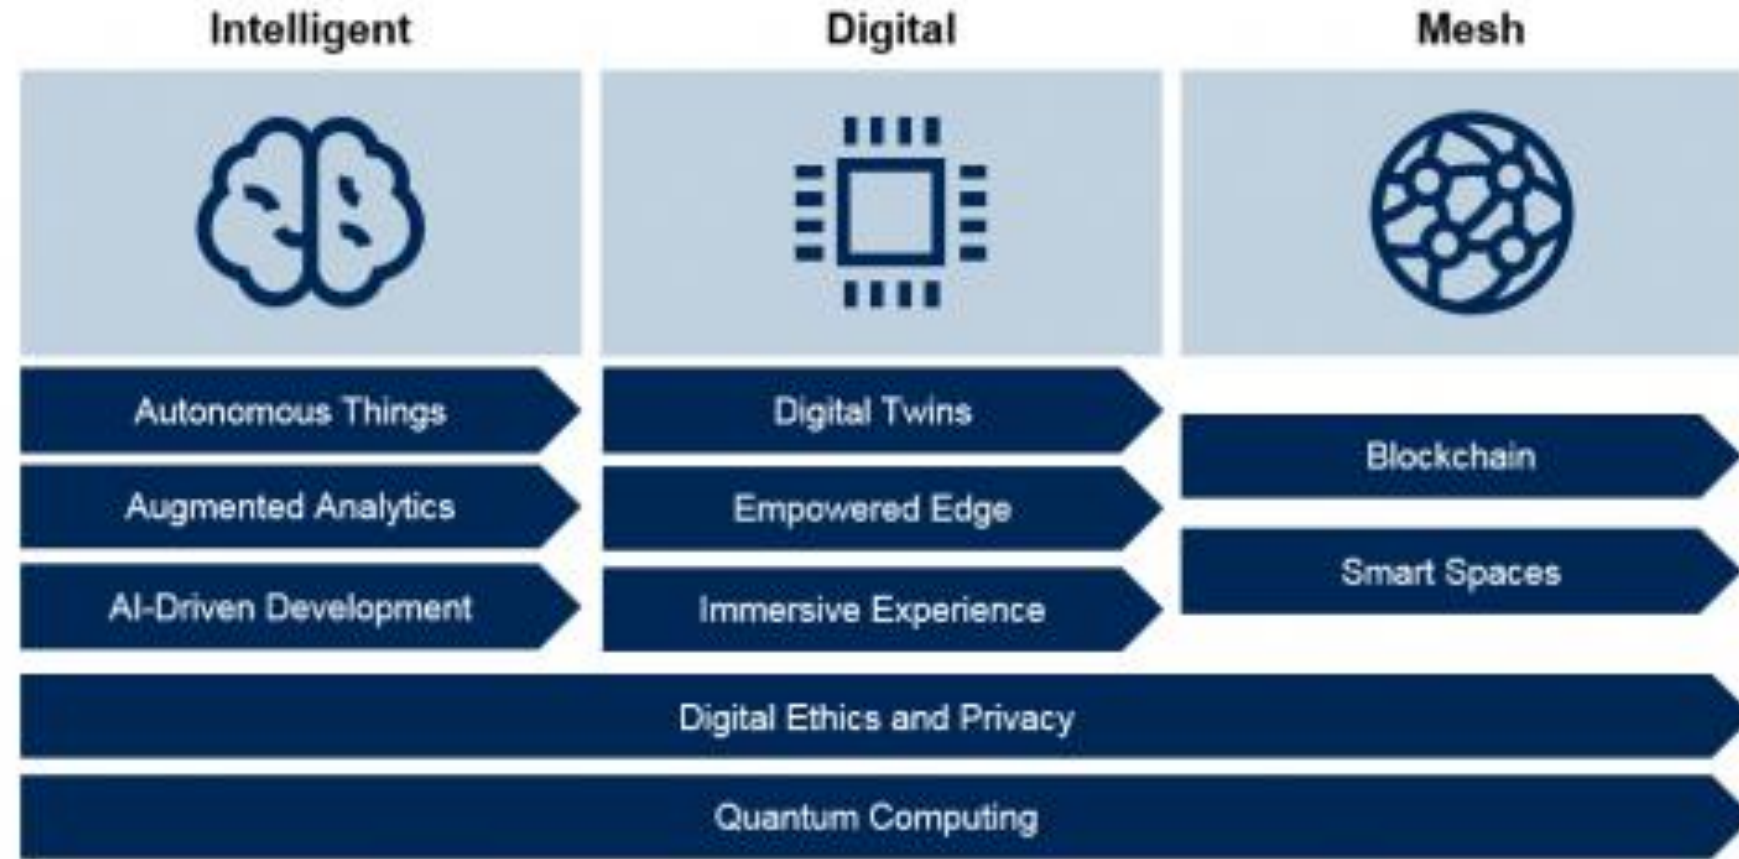 Intelligent
Digital
Mesh
Autonomous Things
Augmented Analytics
AI-Driven Development
Digital Twins
Empowered Edge
Immersive Experience
Blockchain
Smart Spaces
Digital Ethics and Privacy
Quantum Computing